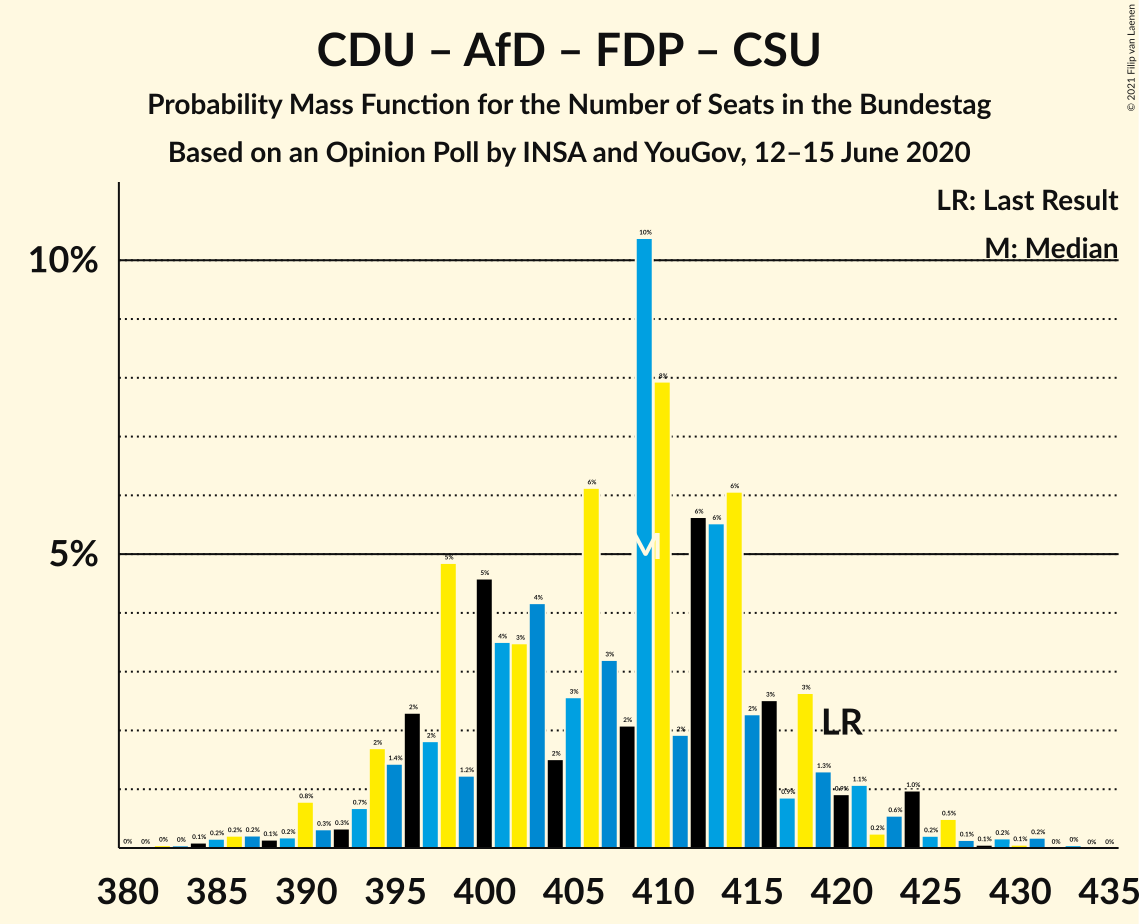 CDU – AfD – FDP – CSU
Probability Mass Function for the Number of Seats in the Bundestag
Based on an Opinion Poll by INSA and YouGov, 12–15 June 2020
© 2021 Filip van Laenen
LR: Last Result
M: Median
10%
5%
0% 0% 0% 0% 0.1% 0.2% 0.2% 0.2% 0.1% 0.2% 0.8% 0.3% 0.3% 0.7% 2% 1.4% 2% 2% 5% 1.2% 5% 4% 3% 4% 2% 3% 6% 3% 2% 10% 8% 2% 6% 6% 6% 2% 3% 0.9% 3% 1.3% 0.9% 1.1% 0.2% 0.6% 1.0% 0.2% 0.5% 0.1% 0.1% 0.2% 0.1% 0.2% 0% 0% 0% 0%
M
LR
380 385 390 395 400 405 410 415 420 425 430 435